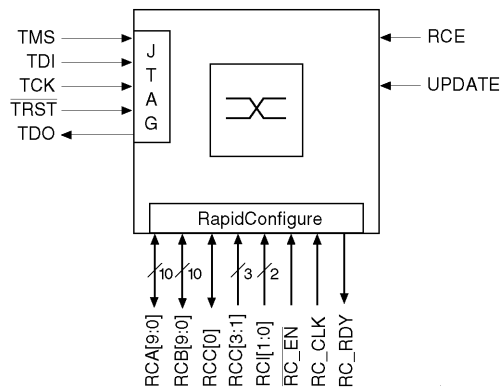 TMS
TDI
TCK
TRST
TDO
JTAG
RCE
UPDATE
RapidConfigure
10
10
3
2
RCA[9:0]
RCB[9:0]
RCC[0]
RCC[3:1]
RCI[1:0]
RC_EN
RC_CLK
RC_RDY